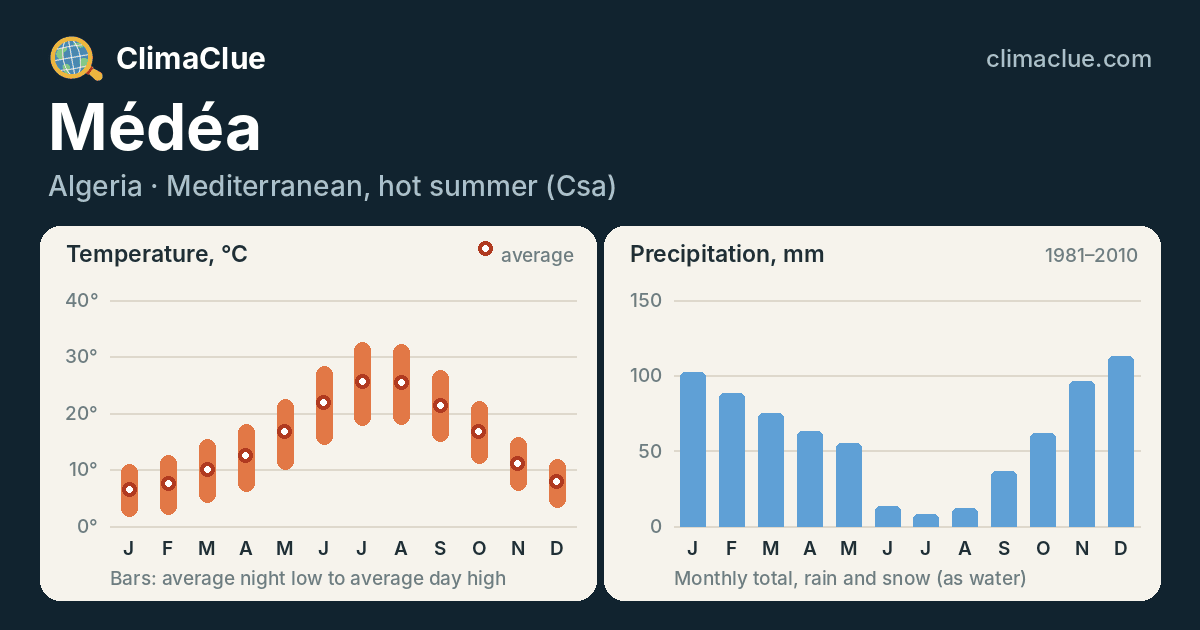 ClimaClue
climaclue.com
Médéa
Algeria · Mediterranean, hot summer (Csa)
Temperature, °C
average
40°
30°
20°
10°
0°
J F M A M J J A S O N D
Bars: average night low to average day high
Precipitation, mm
1981–2010
150
100
50
0
J F M A M J J A S O N D
Monthly total, rain and snow (as water)